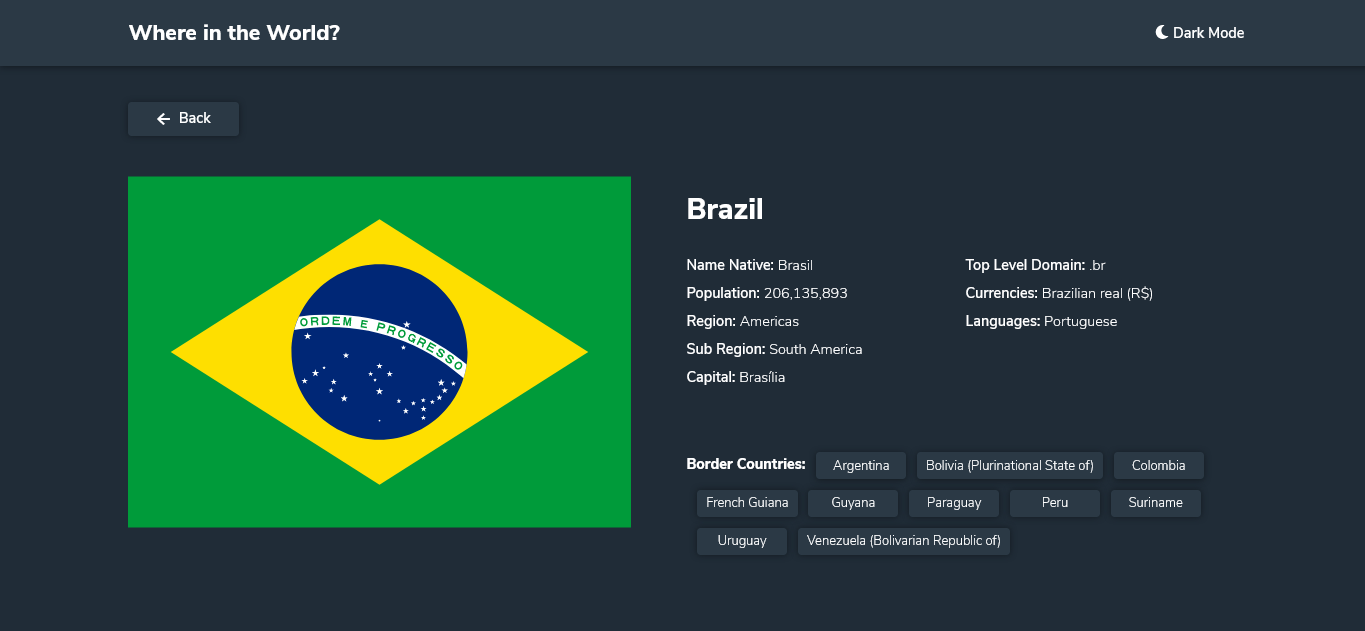 Where in the World?
Dark Mode
Back
ORDEM E PROGRESSO
Brazil
Name Native: Brasil
Population: 206,135,893
Region: Americas
Sub Region: South America
Capital: Brasília
Top Level Domain: .br
Currencies: Brazilian real (R$)
Languages: Portuguese
Border Countries: Argentina Bolivia (Plurinational State of) Colombia
French Guiana Guyana Paraguay Peru Suriname
Uruguay Venezuela (Bolivarian Republic of)